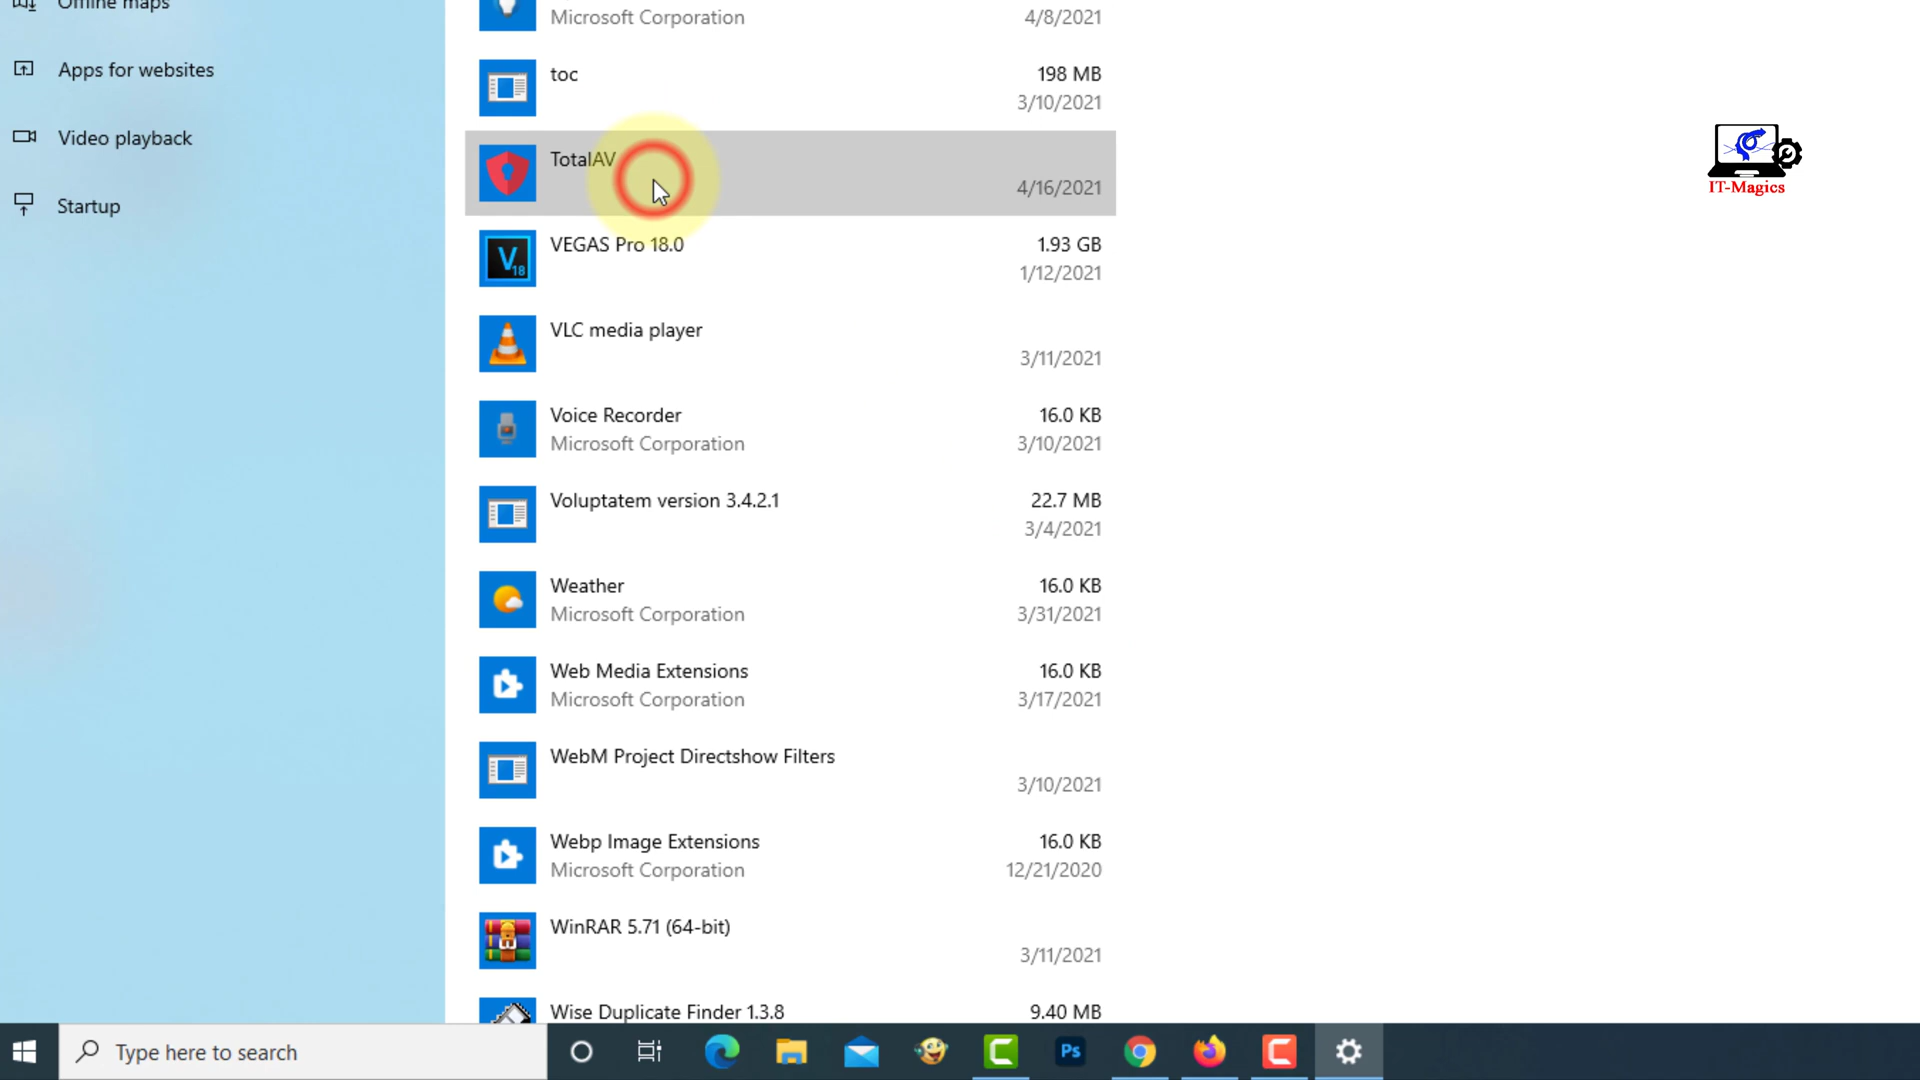 Offline maps
Apps for websites
Video playback
Startup
Microsoft Corporation 4/8/2021
toc 198 MB
3/10/2021
TotalAV
4/16/2021
VEGAS Pro 18.0 1.93 GB
1/12/2021
VLC media player
3/11/2021
Voice Recorder 16.0 KB
Microsoft Corporation 3/10/2021
Voluptatem version 3.4.2.1 22.7 MB
3/4/2021
Weather 16.0 KB
Microsoft Corporation 3/31/2021
Web Media Extensions 16.0 KB
Microsoft Corporation 3/17/2021
WebM Project Directshow Filters
3/10/2021
Webp Image Extensions 16.0 KB
Microsoft Corporation 12/21/2020
WinRAR 5.71 (64-bit)
3/11/2021
Wise Duplicate Finder 1.3.8 9.40 MB
IT-Magics
V18
Type here to search
Ps